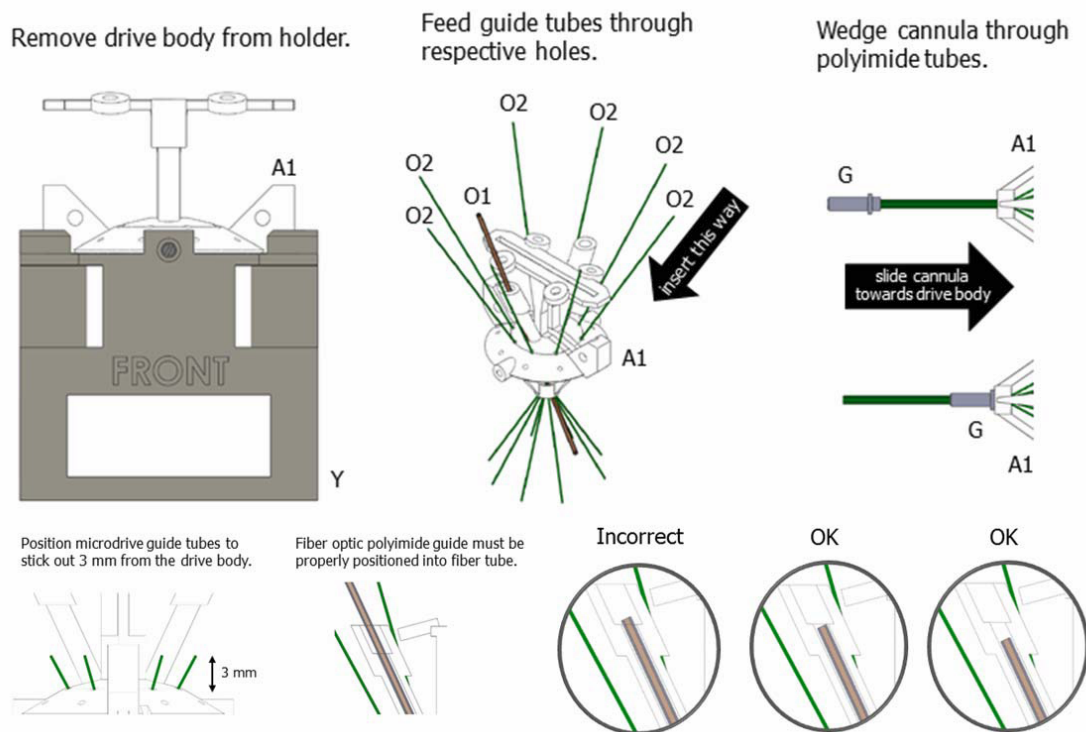 Remove drive body from holder.
A1
FRONT
Y
Feed guide tubes through
respective holes.
O2
O2
O2
O2
O1
O2
O2
insert this way
A1
Wedge cannula through
polyimide tubes.
A1
G
slide cannula
towards drive body
G
A1
Position microdrive guide tubes to
stick out 3 mm from the drive body.
3 mm
Fiber optic polyimide guide must be
properly positioned into fiber tube.
Incorrect
OK
OK